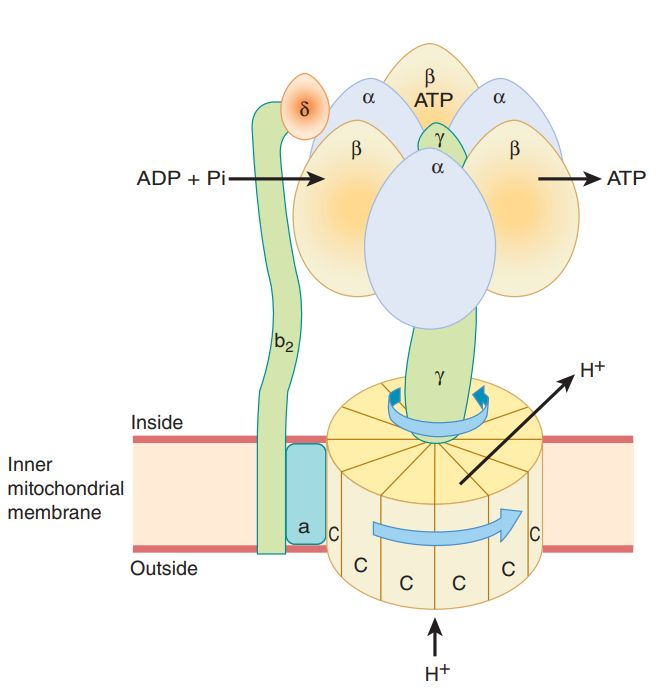 β
ATP
δ
α
α
γ
β
β
α
ADP + Pi
ATP
b2
γ
H+
Inside
Inner
mitochondrial
membrane
a
C
C
C
C
C
C
Outside
H+